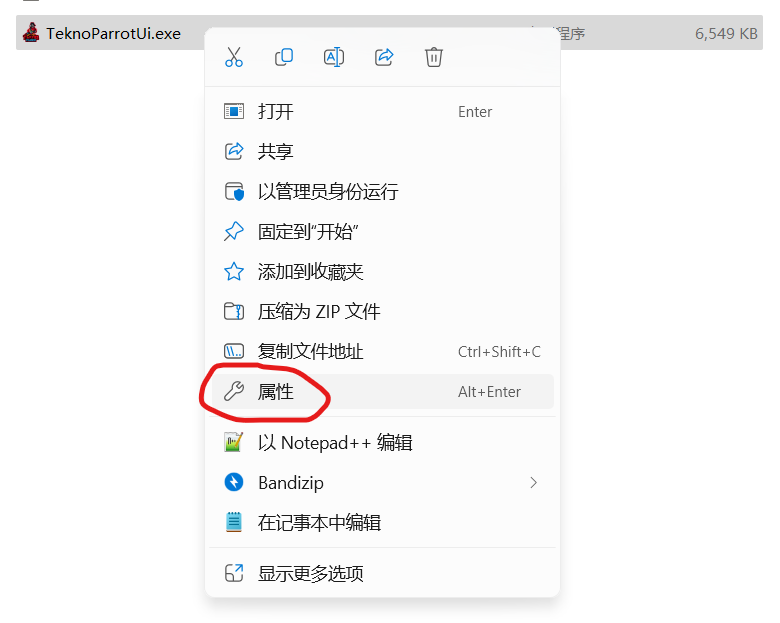 TeknoParrotUi.exe
程序 6,549 KB
打开 Enter
共享
以管理员身份运行
固定到“开始”
添加到收藏夹
压缩为 ZIP 文件
复制文件地址 Ctrl+Shift+C
属性 Alt+Enter
以 Notepad++ 编辑
Bandizip
在记事本中编辑
显示更多选项